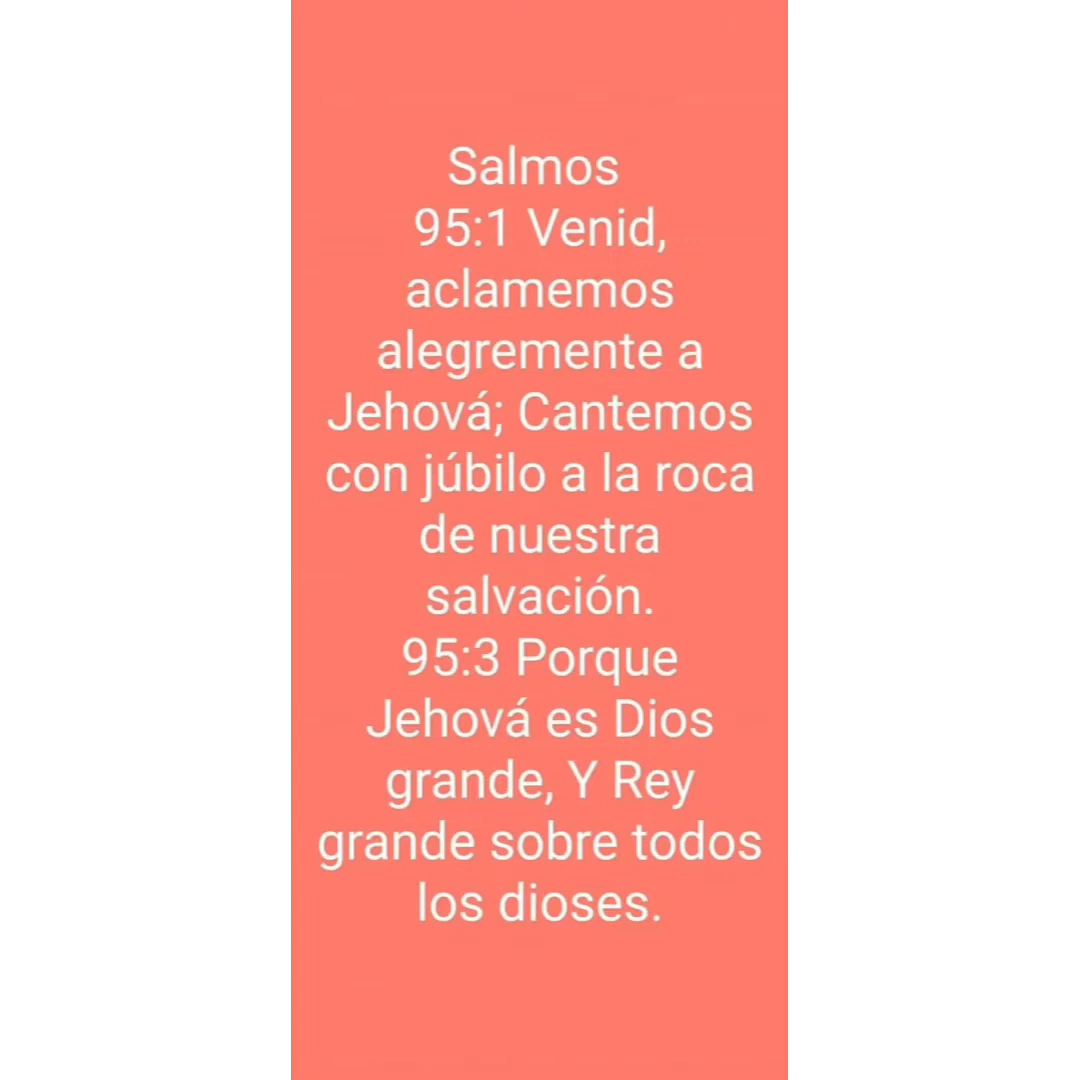 Salmos
95:1 Venid,
aclamemos
alegremente a
Jehová; Cantemos
con júbilo a la roca
de nuestra
salvación.
95:3 Porque
Jehová es Dios
grande, Y Rey
grande sobre todos
los dioses.